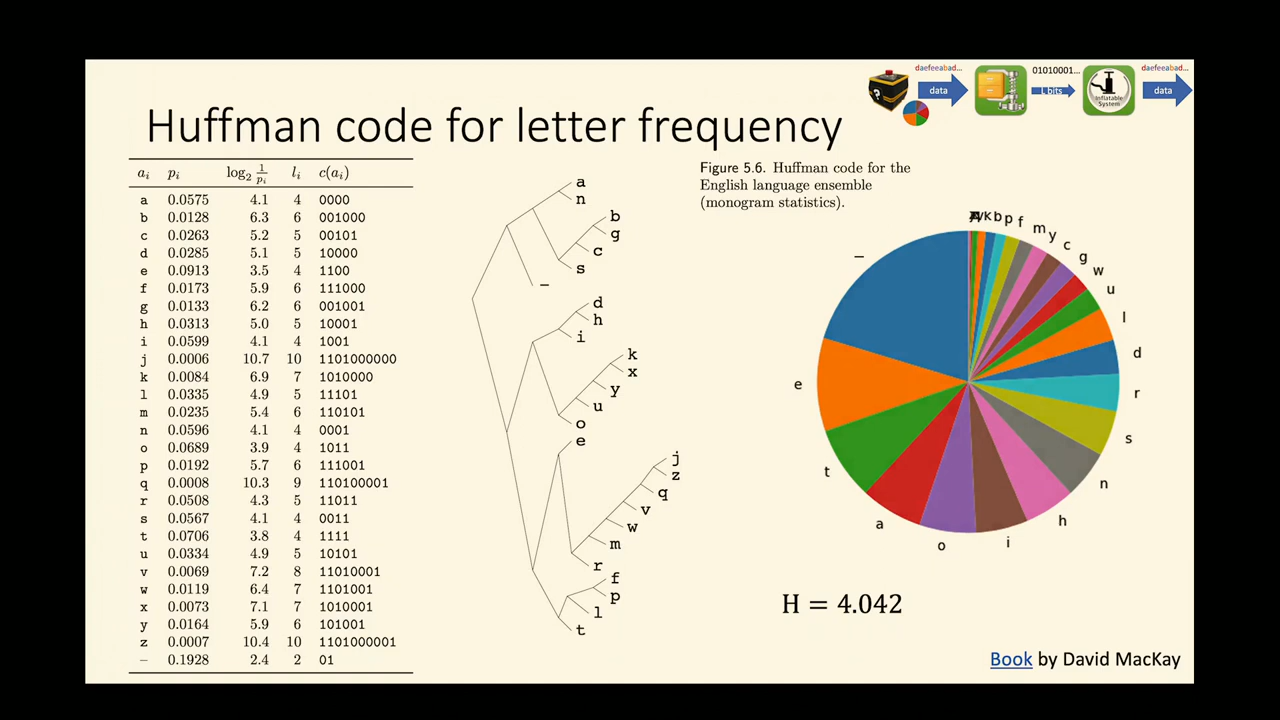 daefeeabad...
01010001...
daefeeabad...
data
L bits
Inflatable
System
data
Huffman code for letter frequency
a_i p_i log₂ 1/p_i l_i c(a_i)
a 0.0575 4.1 4 0000
b 0.0128 6.3 6 001000
c 0.0263 5.2 5 00101
d 0.0285 5.1 5 10000
e 0.0913 3.5 4 1100
f 0.0173 5.9 6 111000
g 0.0133 6.2 6 001001
h 0.0313 5.0 5 10001
i 0.0599 4.1 4 1001
j 0.0006 10.7 10 1101000000
k 0.0084 6.9 7 1010000
l 0.0335 4.9 5 11101
m 0.0235 5.4 6 110101
n 0.0596 4.1 4 0001
o 0.0689 3.9 4 1011
p 0.0192 5.7 6 111001
q 0.0008 10.3 9 110100001
r 0.0508 4.3 5 11011
s 0.0567 4.1 4 0011
t 0.0706 3.8 4 1111
u 0.0334 4.9 5 10101
v 0.0069 7.2 8 11010001
w 0.0119 6.4 7 1101001
x 0.0073 7.1 7 1010001
y 0.0164 5.9 6 101001
z 0.0007 10.4 10 1101000001
– 0.1928 2.4 2 01
a
n
b
g
c
s
–
d
h
i
k
x
y
u
o
e
j
z
q
v
w
m
r
f
p
l
t
Figure 5.6. Huffman code for the
English language ensemble
(monogram statistics).
k
b
p
f
m
y
c
g
w
u
l
d
r
s
n
h
i
o
a
t
e
–
H = 4.042
Book by David MacKay